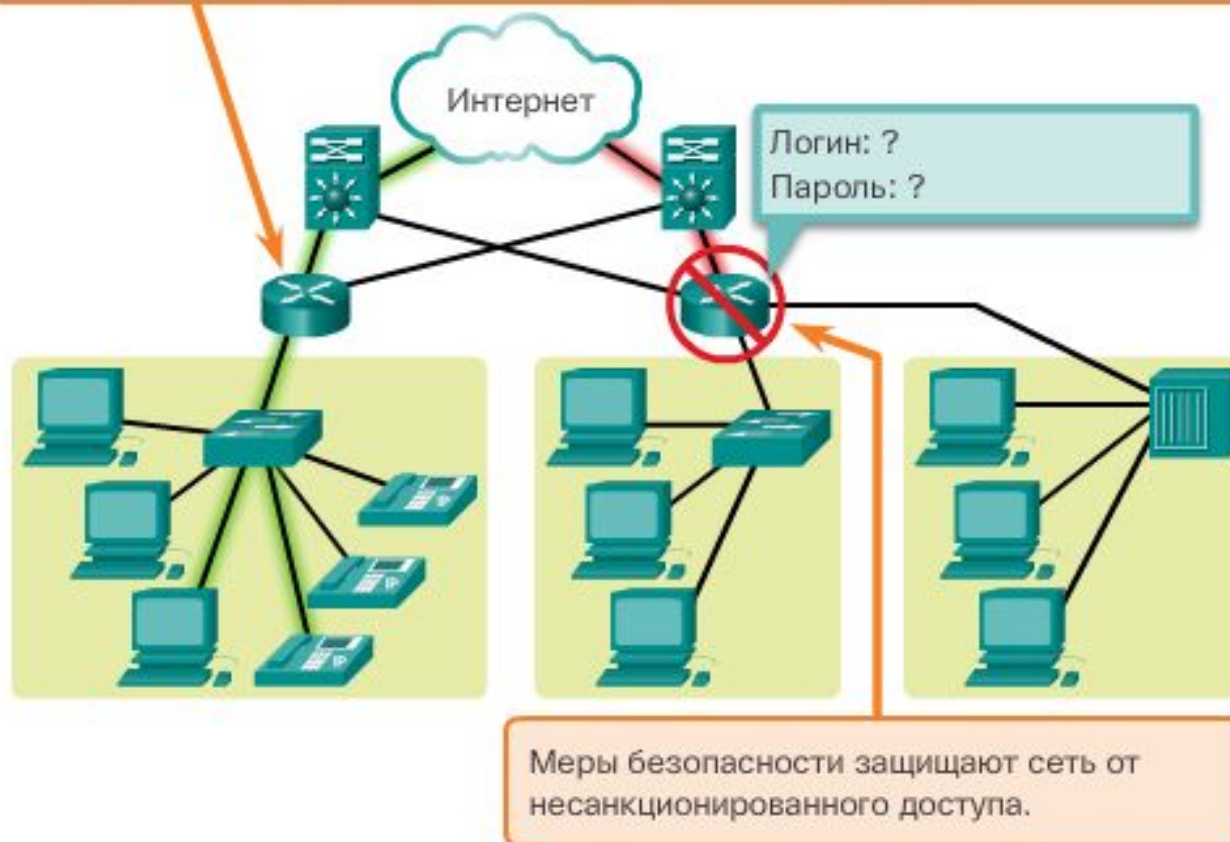 Интернет
Логин: ?
Пароль: ?
Меры безопасности защищают сеть от
несанкционированного доступа.